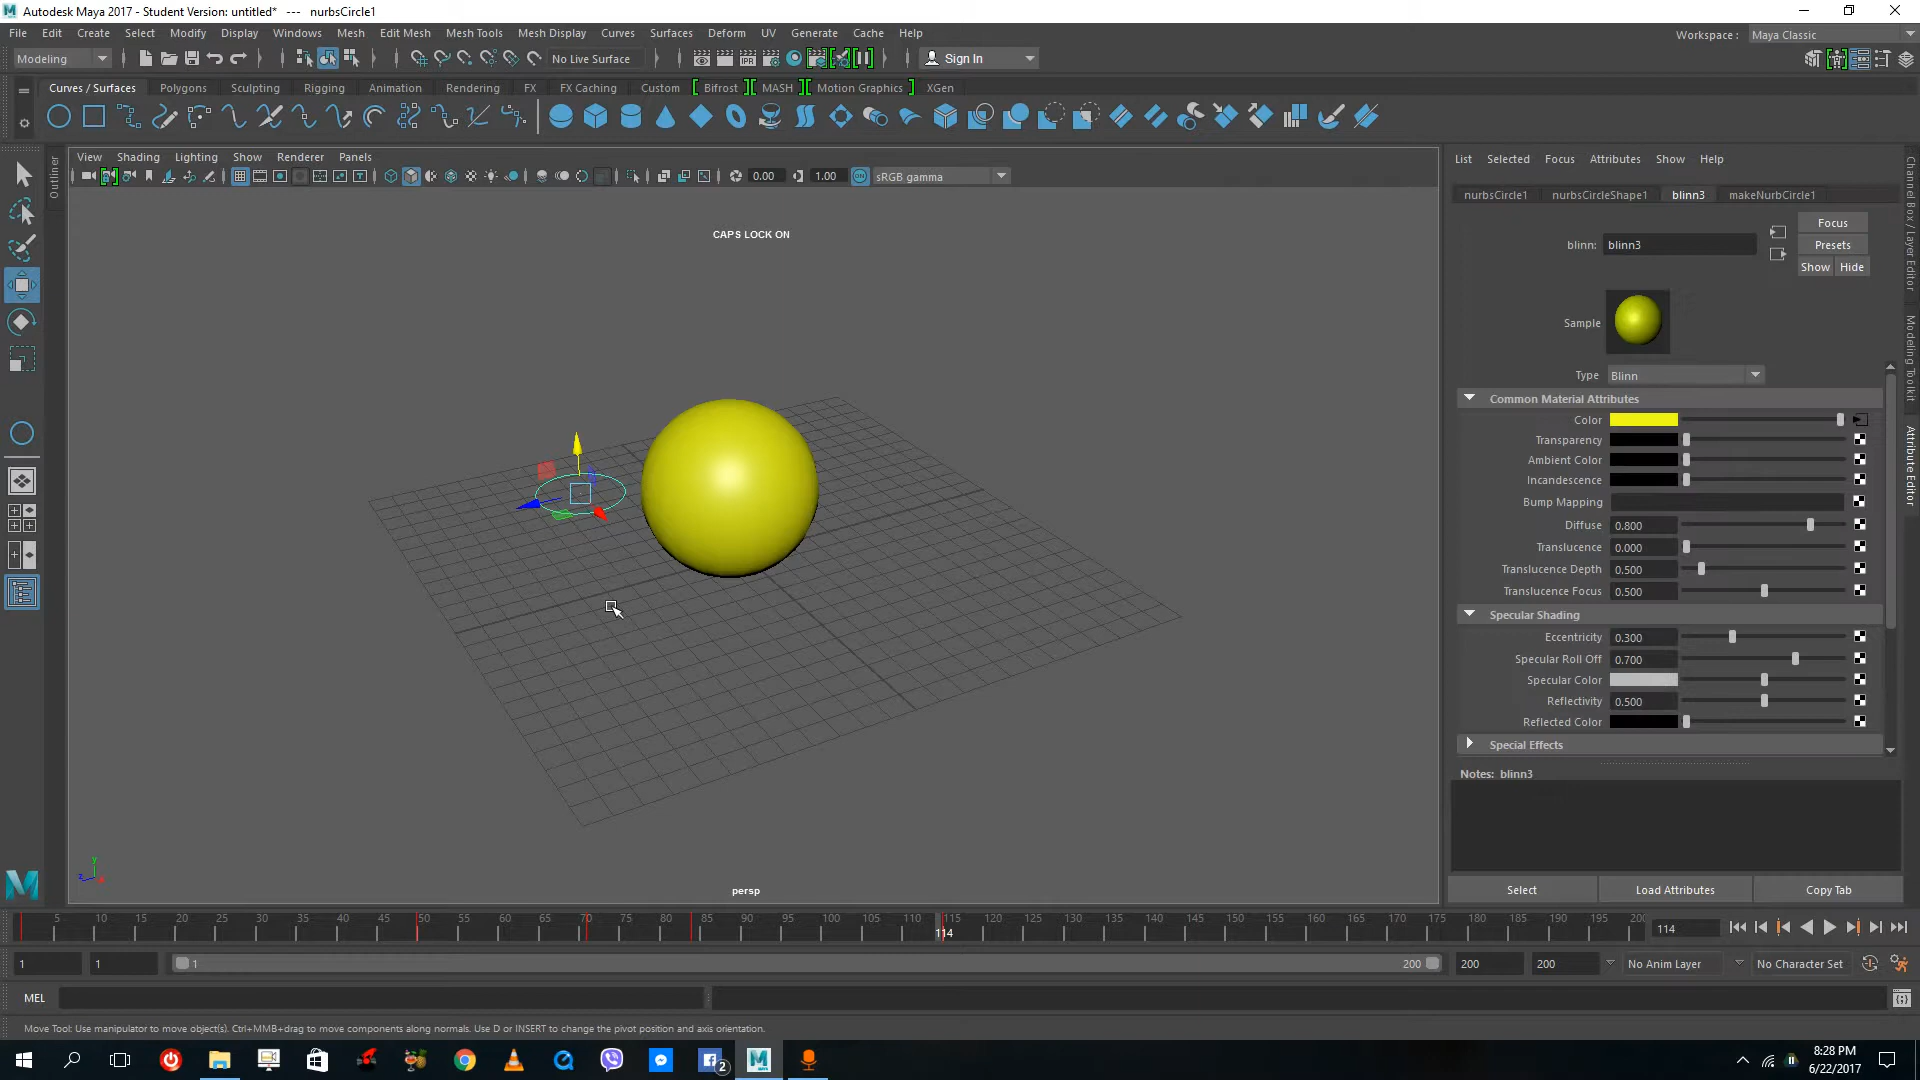 Autodesk Maya 2017 - Student Version: untitled*   ---   nurbsCircle1
File Edit Create Select Modify Display Windows Mesh Edit Mesh Mesh Tools Mesh Display Curves Surfaces Deform UV Generate Cache Help
Workspace : Maya Classic
Modeling No Live Surface Sign In
Curves / Surfaces Polygons Sculpting Rigging Animation Rendering FX FX Caching Custom Bifrost MASH Motion Graphics XGen
View Shading Lighting Show Renderer Panels
0.00 1.00 ON sRGB gamma
Outliner
CAPS LOCK ON
persp
y
z
x
List Selected Focus Attributes Show Help
nurbsCircle1 nurbsCircleShape1 blinn3 makeNurbCircle1
Focus
blinn: blinn3
Presets
Show Hide
Sample
Type Blinn
Common Material Attributes
Color
Transparency
Ambient Color
Incandescence
Bump Mapping
Diffuse 0.800
Translucence 0.000
Translucence Depth 0.500
Translucence Focus 0.500
Specular Shading
Eccentricity 0.300
Specular Roll Off 0.700
Specular Color
Reflectivity 0.500
Reflected Color
Special Effects
Notes: blinn3
Select Load Attributes Copy Tab
Channel Box / Layer Editor
Modeling Toolkit
Attribute Editor
5 10 15 20 25 30 35 40 45 50 55 60 65 70 75 80 85 90 95 100 105 110 115 120 125 130 135 140 145 150 155 160 165 170 175 180 185 190 195 200
114
114
1 1 1 200 200 200 No Anim Layer No Character Set
MEL
Move Tool: Use manipulator to move object(s). Ctrl+MMB+drag to move components along normals. Use D or INSERT to change the pivot position and axis orientation.
2
8:28 PM
6/22/2017